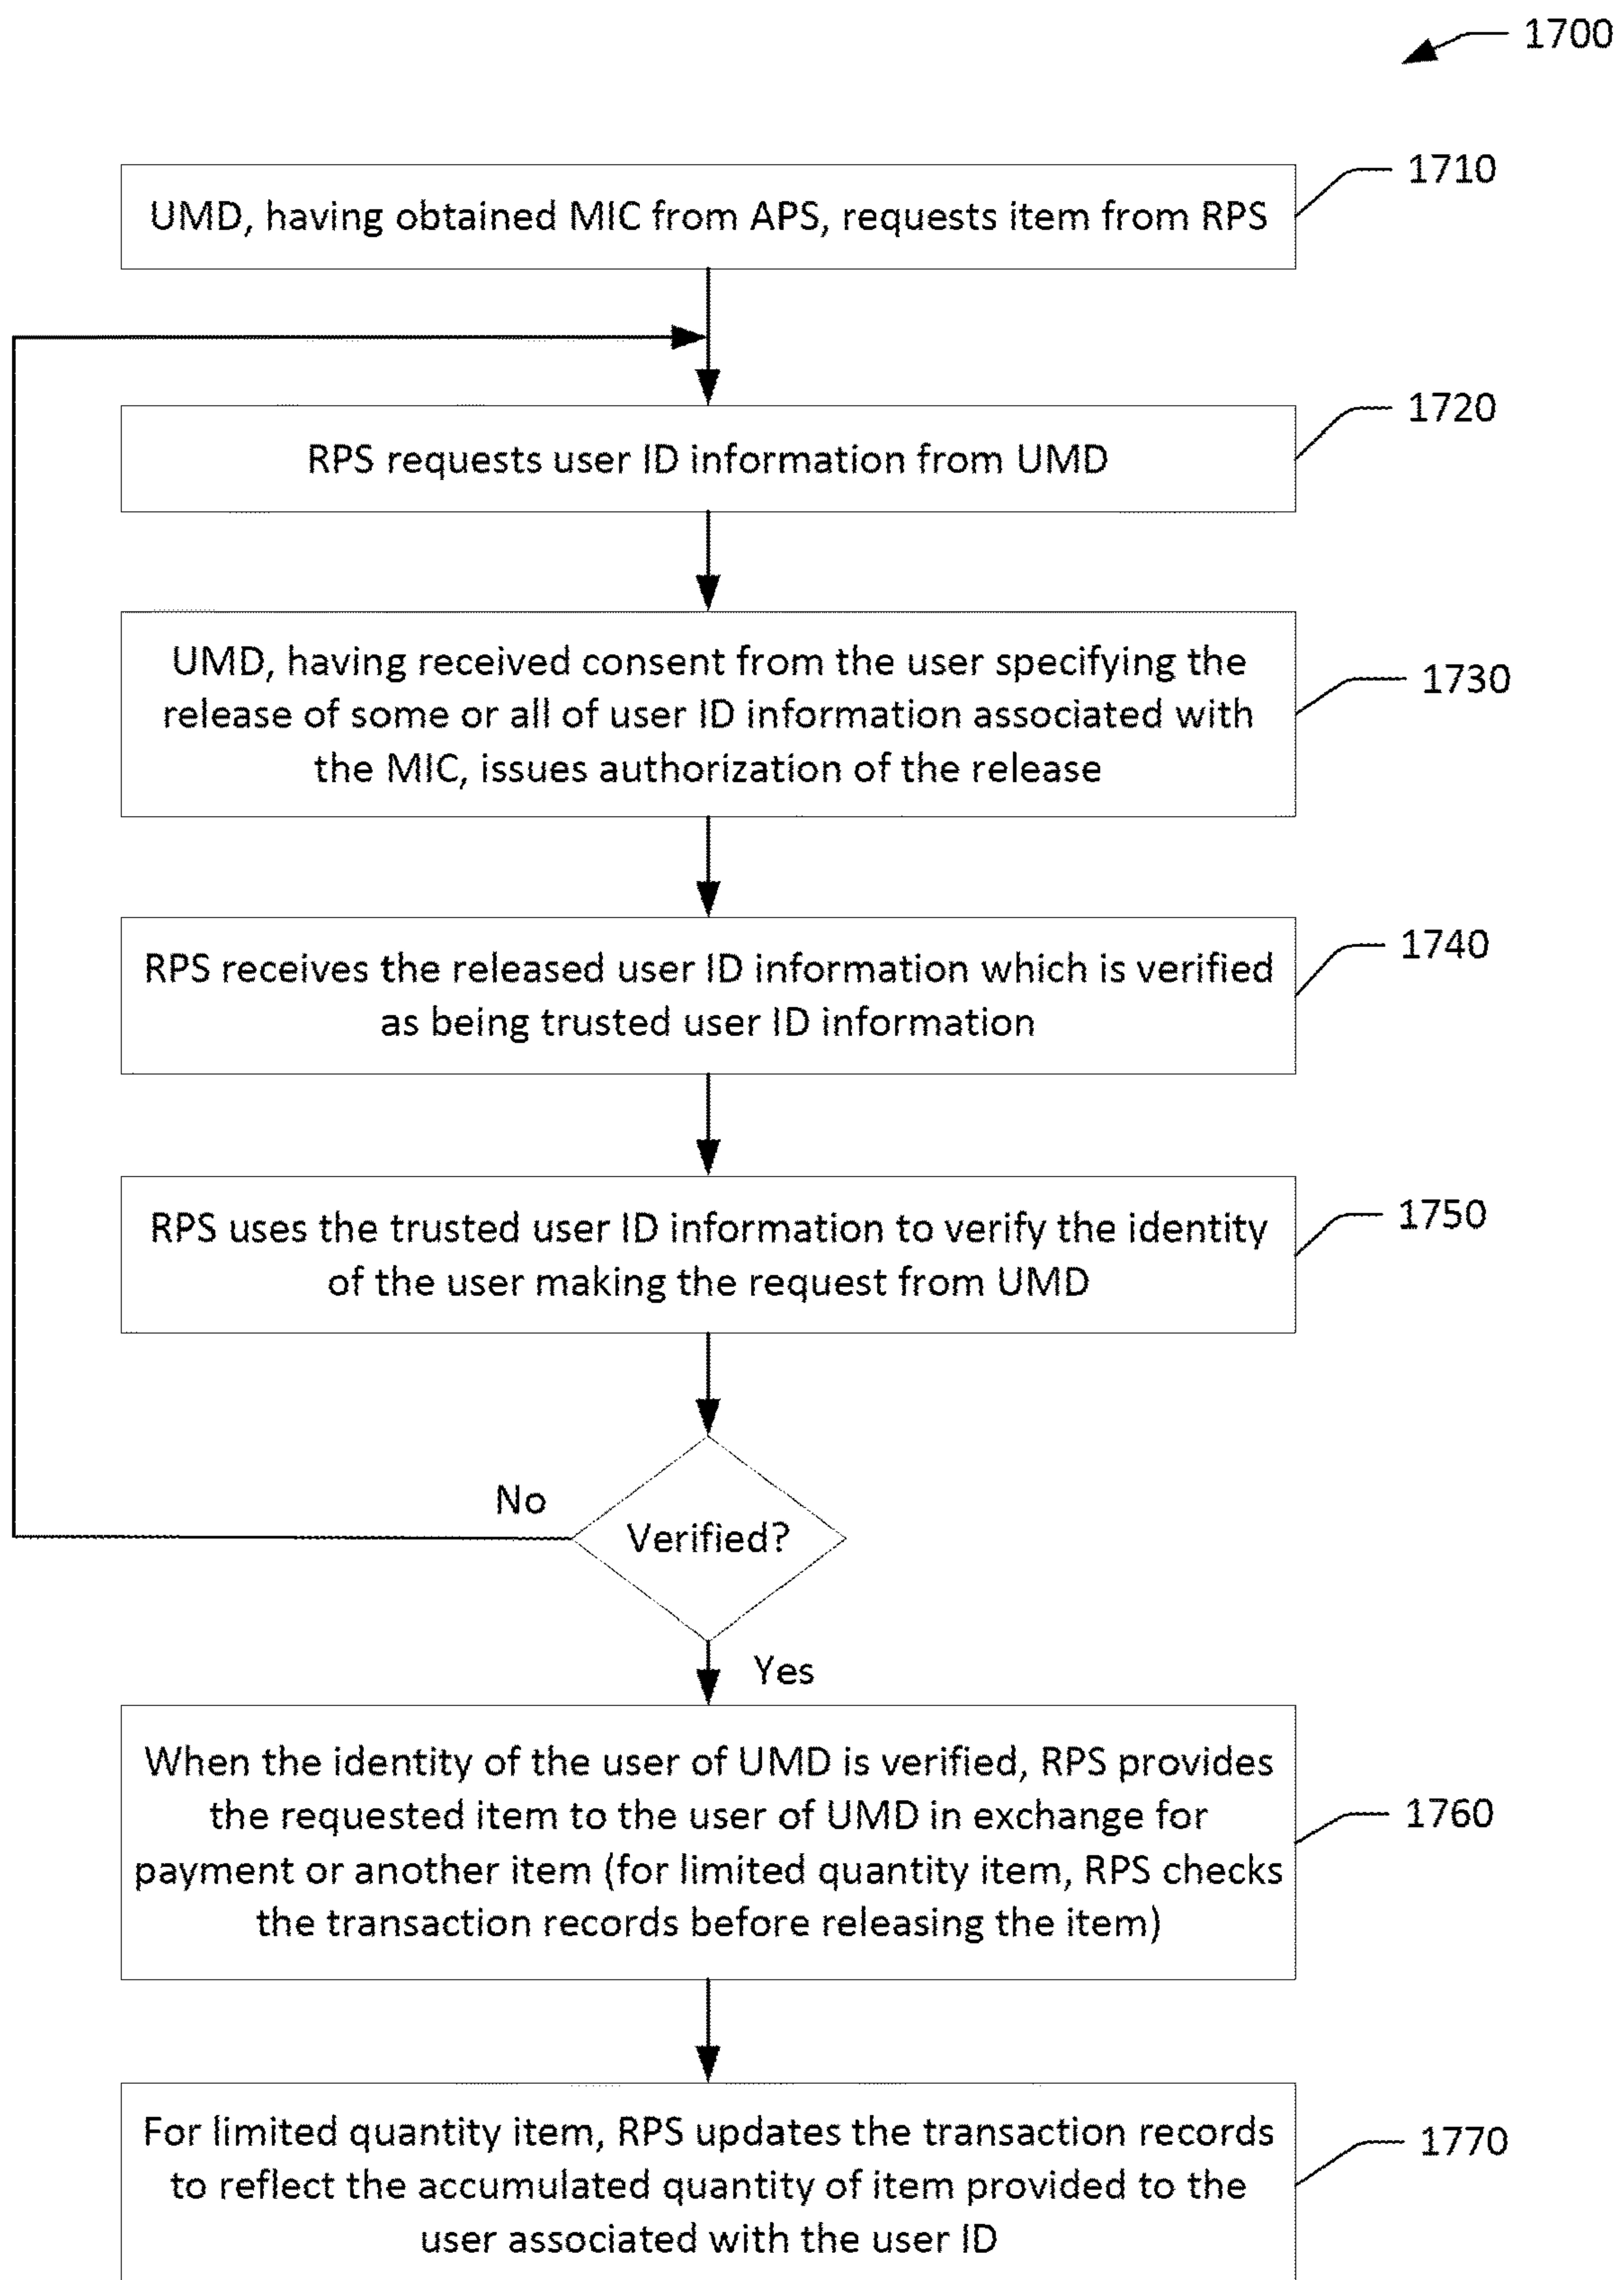 1700
1710
UMD, having obtained MIC from APS, requests item from RPS
1720
RPS requests user ID information from UMD
UMD, having received consent from the user specifying the
release of some or all of user ID information associated with
the MIC, issues authorization of the release
1730
RPS receives the released user ID information which is verified
as being trusted user ID information
1740
RPS uses the trusted user ID information to verify the identity
of the user making the request from UMD
1750
No
Verified?
Yes
When the identity of the user of UMD is verified, RPS provides
the requested item to the user of UMD in exchange for
payment or another item (for limited quantity item, RPS checks
the transaction records before releasing the item)
1760
For limited quantity item, RPS updates the transaction records
to reflect the accumulated quantity of item provided to the
user associated with the user ID
1770